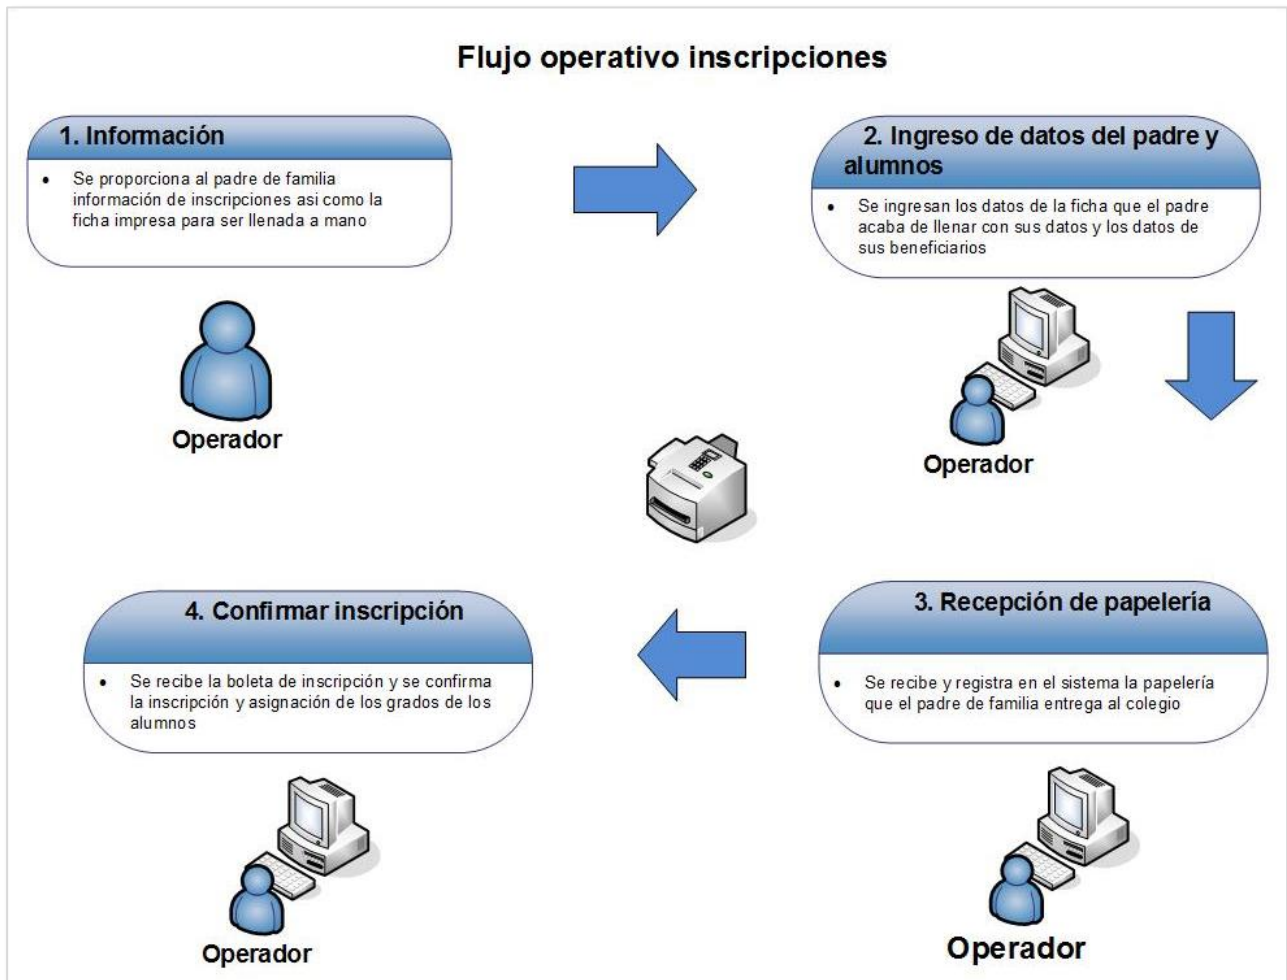 Flujo operativo inscripciones
1. Información
• Se proporciona al padre de familia
información de inscripciones asi como la
ficha impresa para ser llenada a mano
Operador
2. Ingreso de datos del padre y
alumnos
• Se ingresan los datos de la ficha que el padre
acaba de llenar con sus datos y los datos de
sus beneficiarios
Operador
3. Recepción de papelería
• Se recibe y registra en el sistema la papelería
que el padre de familia entrega al colegio
Operador
4. Confirmar inscripción
• Se recibe la boleta de inscripción y se confirma
la inscripción y asignación de los grados de los
alumnos
Operador